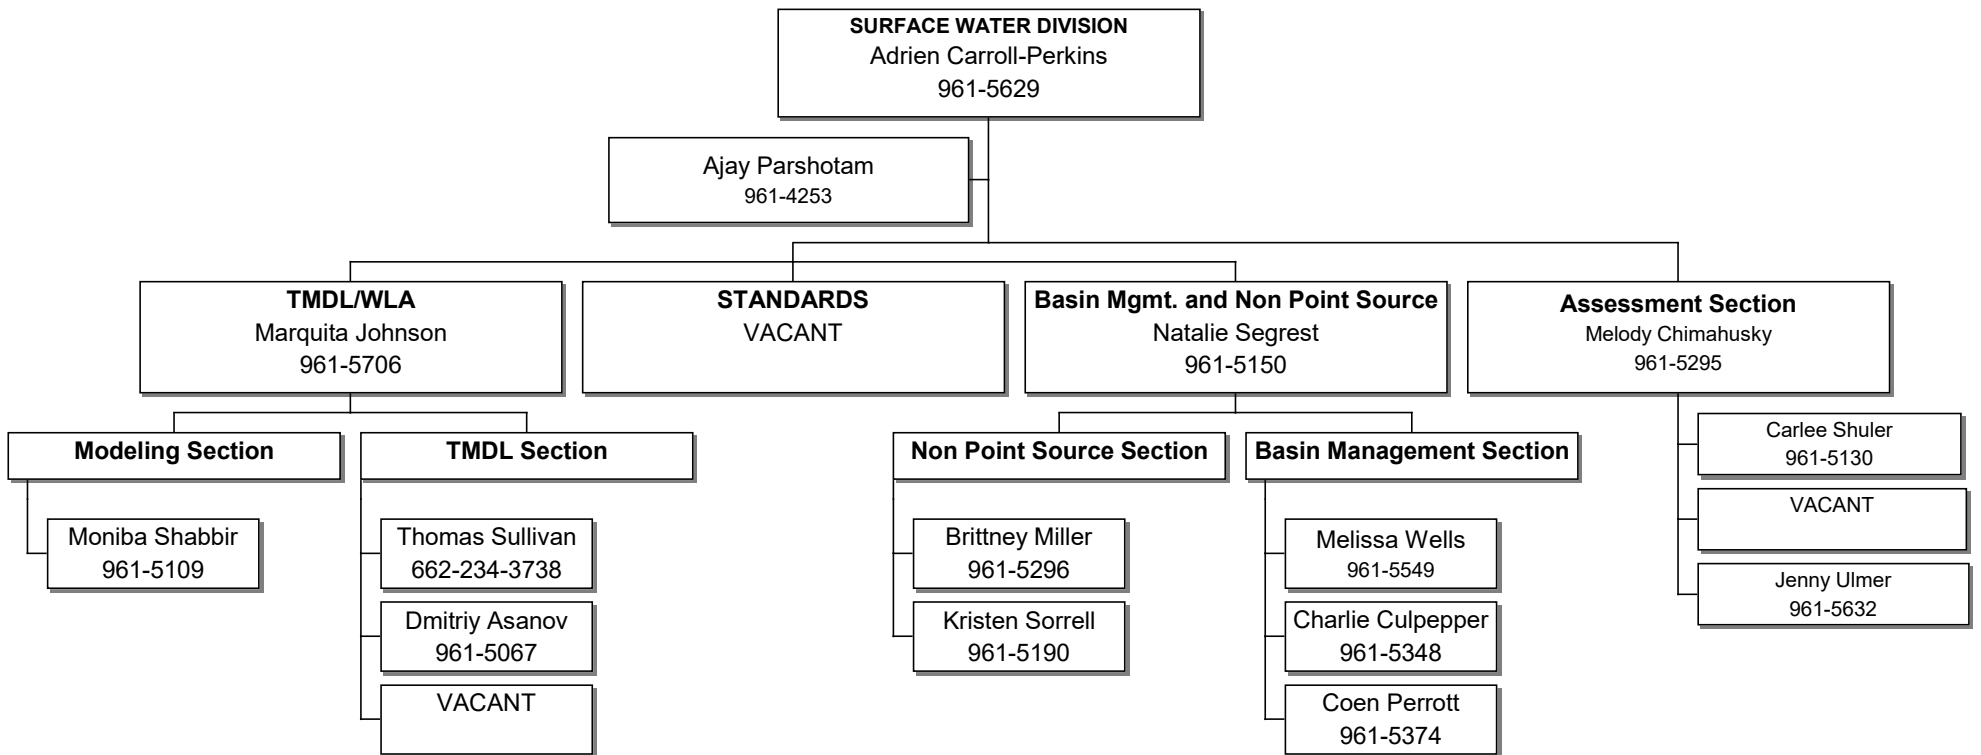 SURFACE WATER DIVISION
Adrien Carroll-Perkins
961-5629
Ajay Parshotam
961-4253
TMDL/WLA
Marquita Johnson
961-5706
STANDARDS
VACANT
Basin Mgmt. and Non Point Source
Natalie Segrest
961-5150
Assessment Section
Melody Chimahusky
961-5295
Modeling Section
Moniba Shabbir
961-5109
TMDL Section
Thomas Sullivan
662-234-3738
Dmitriy Asanov
961-5067
VACANT
Non Point Source Section
Brittney Miller
961-5296
Kristen Sorrell
961-5190
Basin Management Section
Melissa Wells
961-5549
Charlie Culpepper
961-5348
Coen Perrott
961-5374
Carlee Shuler
961-5130
VACANT
Jenny Ulmer
961-5632